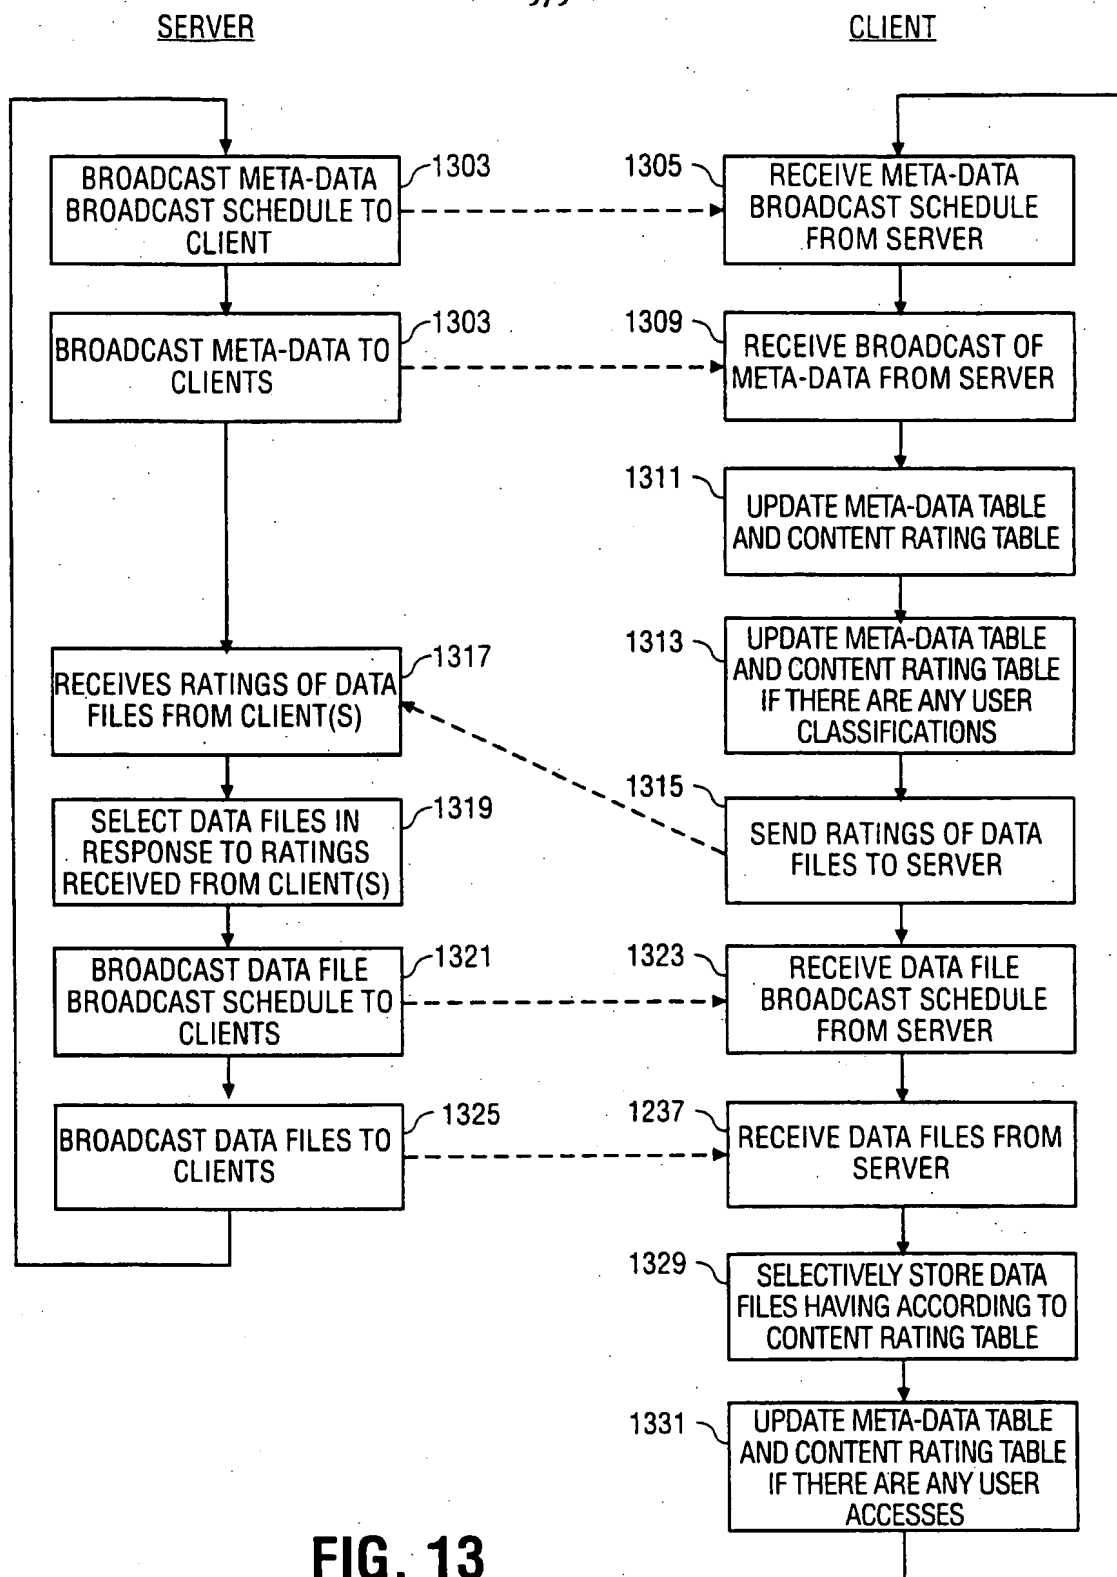 SERVER
CLIENT
1303
BROADCAST META-DATA
BROADCAST SCHEDULE TO
CLIENT
1305
RECEIVE META-DATA
BROADCAST SCHEDULE
FROM SERVER
1303
BROADCAST META-DATA TO
CLIENTS
1309
RECEIVE BROADCAST OF
META-DATA FROM SERVER
1311
UPDATE META-DATA TABLE
AND CONTENT RATING TABLE
1313
UPDATE META-DATA TABLE
AND CONTENT RATING TABLE
IF THERE ARE ANY USER
CLASSIFICATIONS
1317
RECEIVES RATINGS OF DATA
FILES FROM CLIENT(S)
1315
SEND RATINGS OF DATA
FILES TO SERVER
1319
SELECT DATA FILES IN
RESPONSE TO RATINGS
RECEIVED FROM CLIENT(S)
1321
BROADCAST DATA FILE
BROADCAST SCHEDULE TO
CLIENTS
1323
RECEIVE DATA FILE
BROADCAST SCHEDULE
FROM SERVER
1325
BROADCAST DATA FILES TO
CLIENTS
1237
RECEIVE DATA FILES FROM
SERVER
1329
SELECTIVELY STORE DATA
FILES HAVING ACCORDING TO
CONTENT RATING TABLE
1331
UPDATE META-DATA TABLE
AND CONTENT RATING TABLE
IF THERE ARE ANY USER
ACCESSES
FIG. 13